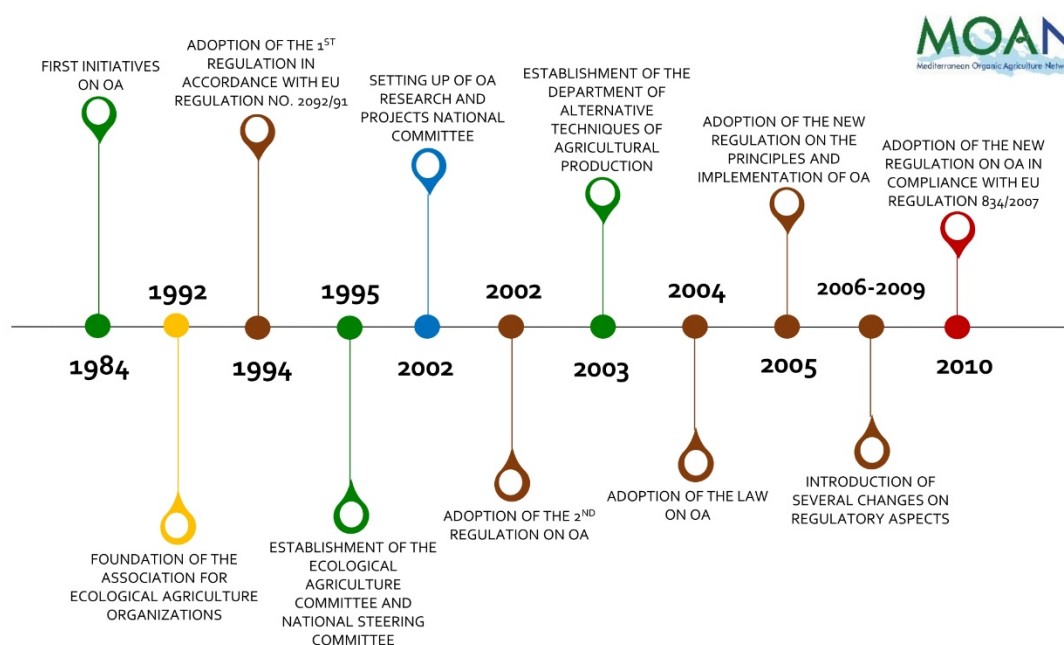 MOAN
Mediterranean Organic Agriculture Netw
FIRST INITIATIVES
ON OA
ADOPTION OF THE 1ST
REGULATION IN
ACCORDANCE WITH EU
REGULATION NO. 2092/91
SETTING UP OF OA
RESEARCH AND
PROJECTS NATIONAL
COMMITTEE
ESTABLISHMENT OF THE
DEPARTMENT OF
ALTERNATIVE
TECHNIQUES OF
AGRICULTURAL
PRODUCTION
ADOPTION OF THE NEW
REGULATION ON THE
PRINCIPLES AND
IMPLEMENTATION OF OA
ADOPTION OF THE NEW
REGULATION ON OA IN
COMPLIANCE WITH EU
REGULATION 834/2007
1992
1995
2002
2004
2006-2009
1984
1994
2002
2003
2005
2010
FOUNDATION OF THE
ASSOCIATION FOR
ECOLOGICAL AGRICULTURE
ORGANIZATIONS
ESTABLISHMENT OF THE
ECOLOGICAL
AGRICULTURE
COMMITTEE AND
NATIONAL STEERING
COMMITTEE
ADOPTION OF THE 2ND
REGULATION ON OA
ADOPTION OF THE LAW
ON OA
INTRODUCTION OF
SEVERAL CHANGES ON
REGULATORY ASPECTS